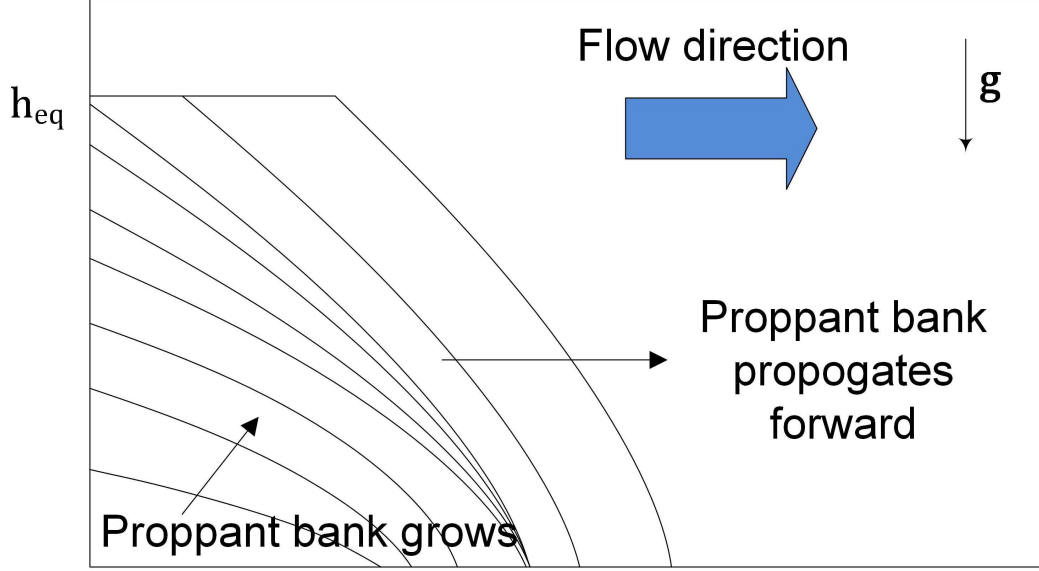 Flow direction
h_eq
g
Proppant bank
propogates
forward
Proppant bank grows